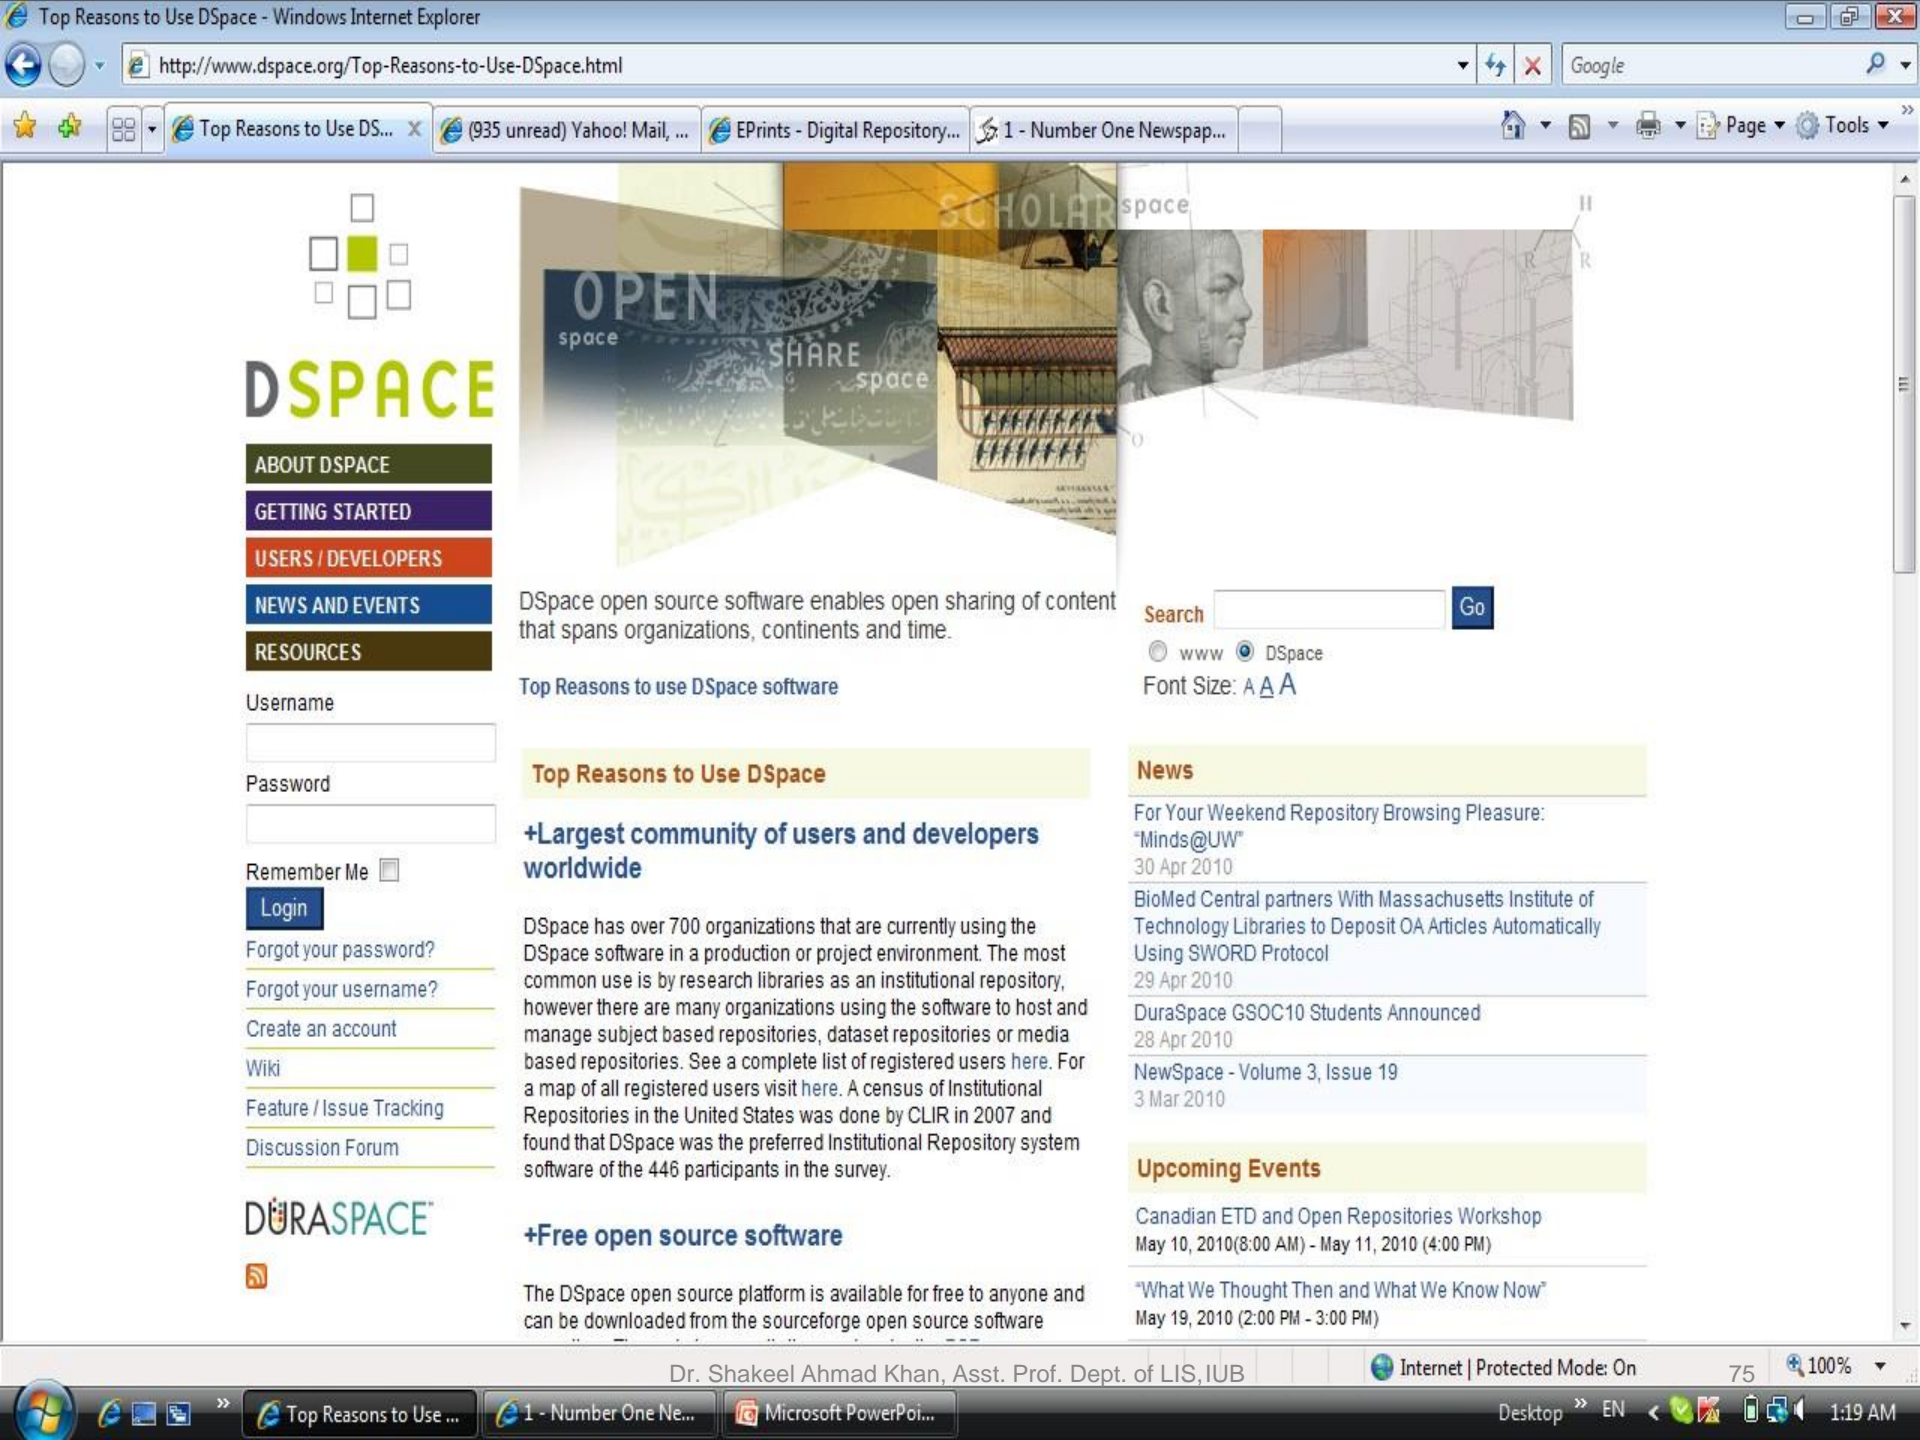 Top Reasons to Use DSpace - Windows Internet Explorer
http://www.dspace.org/Top-Reasons-to-Use-DSpace.html
Google
Top Reasons to Use DS...
(935 unread) Yahoo! Mail, ...
EPrints - Digital Repository...
1 - Number One Newspap...
Page
Tools
SCHOLAR space
OPEN
space
SHARE
space
H
R
R
O
DSPACE
ABOUT DSPACE
GETTING STARTED
USERS / DEVELOPERS
NEWS AND EVENTS
RESOURCES
Username
Password
Remember Me
Login
Forgot your password?
Forgot your username?
Create an account
Wiki
Feature / Issue Tracking
Discussion Forum
DURASPACE
DSpace open source software enables open sharing of content
that spans organizations, continents and time.
Top Reasons to use DSpace software
Top Reasons to Use DSpace
+Largest community of users and developers
worldwide
DSpace has over 700 organizations that are currently using the
DSpace software in a production or project environment. The most
common use is by research libraries as an institutional repository,
however there are many organizations using the software to host and
manage subject based repositories, dataset repositories or media
based repositories. See a complete list of registered users here. For
a map of all registered users visit here. A census of Institutional
Repositories in the United States was done by CLIR in 2007 and
found that DSpace was the preferred Institutional Repository system
software of the 446 participants in the survey.
+Free open source software
The DSpace open source platform is available for free to anyone and
can be downloaded from the sourceforge open source software
Search
Go
www DSpace
Font Size: A A A
News
For Your Weekend Repository Browsing Pleasure:
“Minds@UW”
30 Apr 2010
BioMed Central partners With Massachusetts Institute of
Technology Libraries to Deposit OA Articles Automatically
Using SWORD Protocol
29 Apr 2010
DuraSpace GSOC10 Students Announced
28 Apr 2010
NewSpace - Volume 3, Issue 19
3 Mar 2010
Upcoming Events
Canadian ETD and Open Repositories Workshop
May 10, 2010(8:00 AM) - May 11, 2010 (4:00 PM)
“What We Thought Then and What We Know Now”
May 19, 2010 (2:00 PM - 3:00 PM)
Dr. Shakeel Ahmad Khan, Asst. Prof. Dept. of LIS, IUB
Internet | Protected Mode: On
75
100%
Top Reasons to Use ...
1 - Number One Ne...
Microsoft PowerPoi...
Desktop
EN
1:19 AM